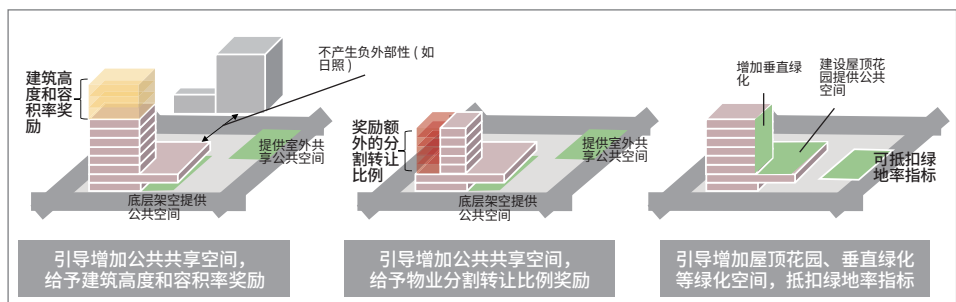 建筑高
度和容
积率奖
励
不产生负外部性 ( 如
日照 )
提供室外共
享公共空间
底层架空提供
公共空间
引导增加公共共享空间，
给予建筑高度和容积率奖励
奖励额
外的分
割转让
比例
提供室外共
享公共空间
底层架空提供
公共空间
引导增加公共共享空间，
给予物业分割转让比例奖励
增加垂直绿
化
建设屋顶花
园提供公共
空间
可抵扣绿
地率指标
引导增加屋顶花园、垂直绿化
等绿化空间，抵扣绿地率指标